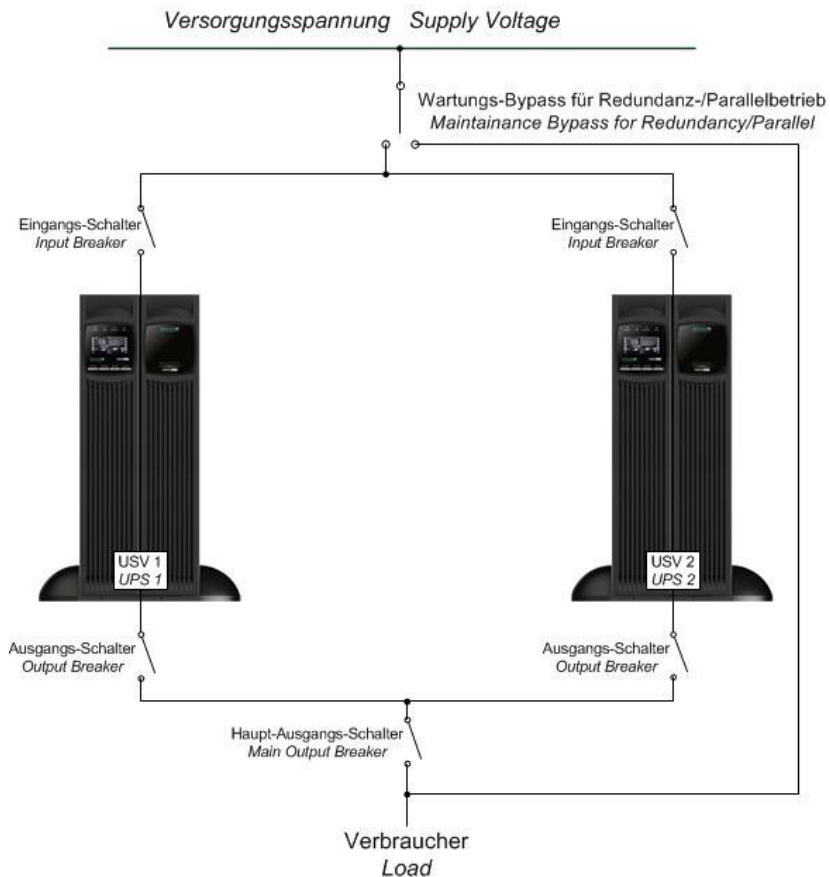 Versorgungsspannung Supply Voltage
Wartungs-Bypass für Redundanz-/Parallelbetrieb
Maintainance Bypass for Redundancy/Parallel
Eingangs-Schalter
Input Breaker
Eingangs-Schalter
Input Breaker
USV 1
UPS 1
USV 2
UPS 2
Ausgangs-Schalter
Output Breaker
Ausgangs-Schalter
Output Breaker
Haupt-Ausgangs-Schalter
Main Output Breaker
Verbraucher
Load